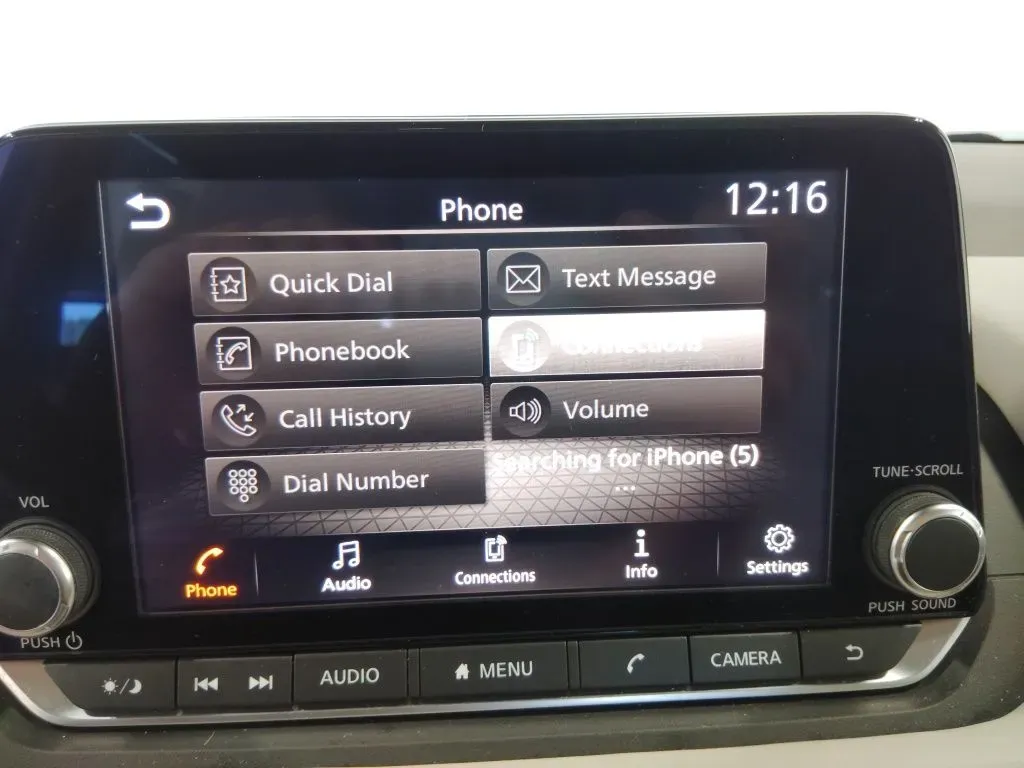 Phone
12:16
Quick Dial
Text Message
Phonebook
Connections
Call History
Volume
Dial Number
Searching for iPhone (5)
...
VOL
TUNE·SCROLL
Phone
Audio
Connections
Info
Settings
PUSH
PUSH SOUND
AUDIO
MENU
CAMERA